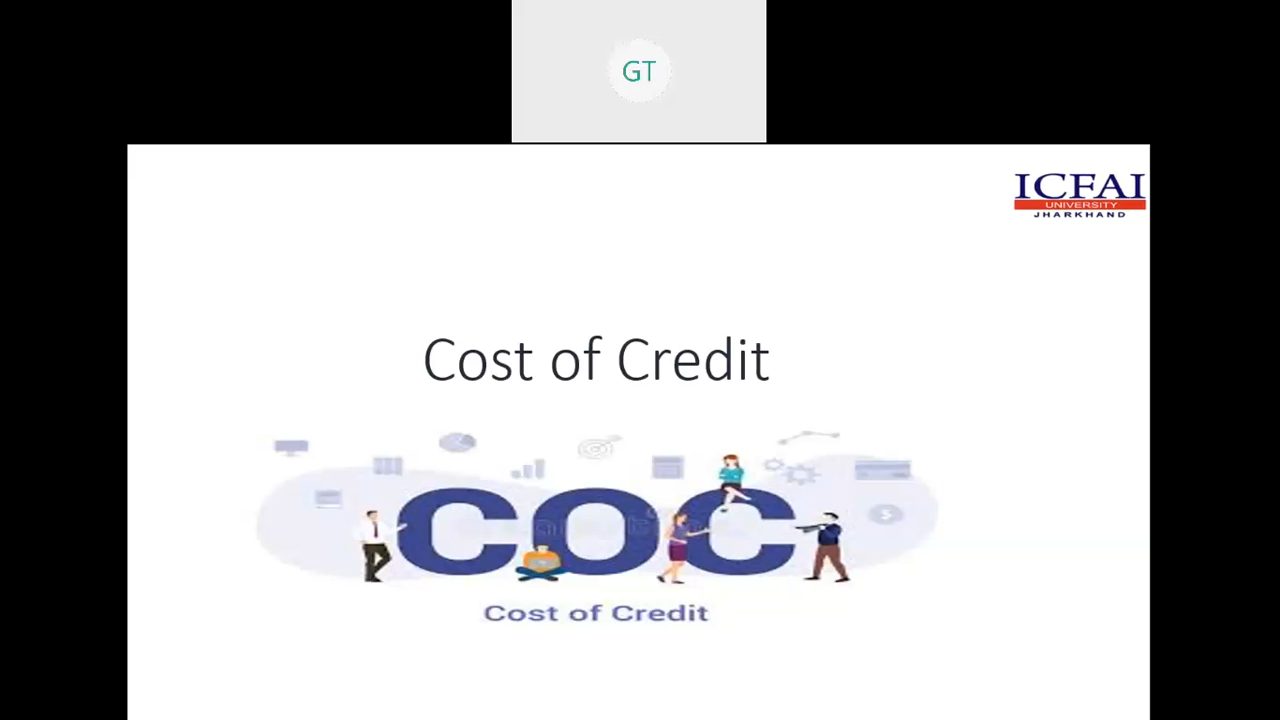 GT
ICFAI
UNIVERSITY
JHARKHAND
Cost of Credit
COC
Cost of Credit